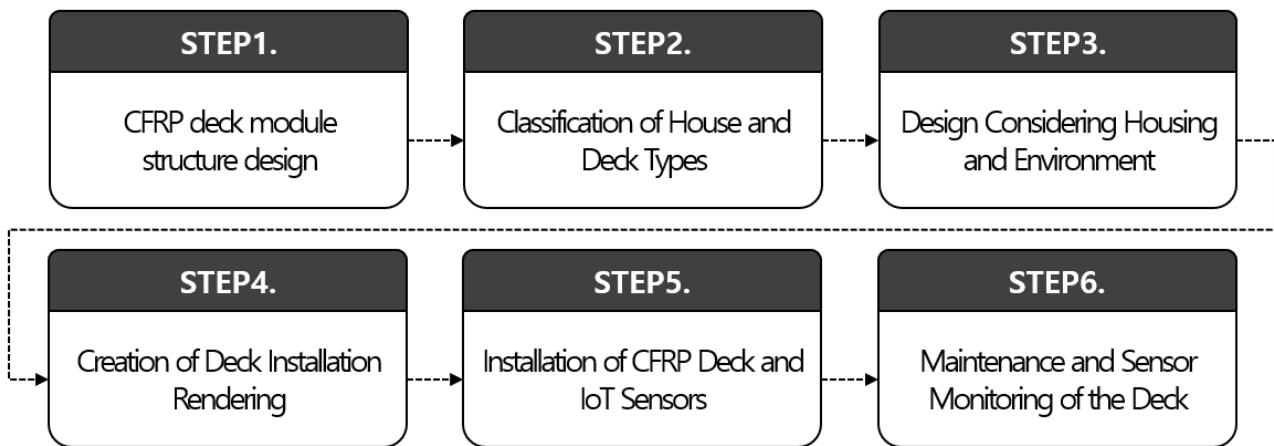 STEP1.
CFRP deck module
structure design
STEP2.
Classification of House and
Deck Types
STEP3.
Design Considering Housing
and Environment
STEP4.
Creation of Deck Installation
Rendering
STEP5.
Installation of CFRP Deck and
IoT Sensors
STEP6.
Maintenance and Sensor
Monitoring of the Deck